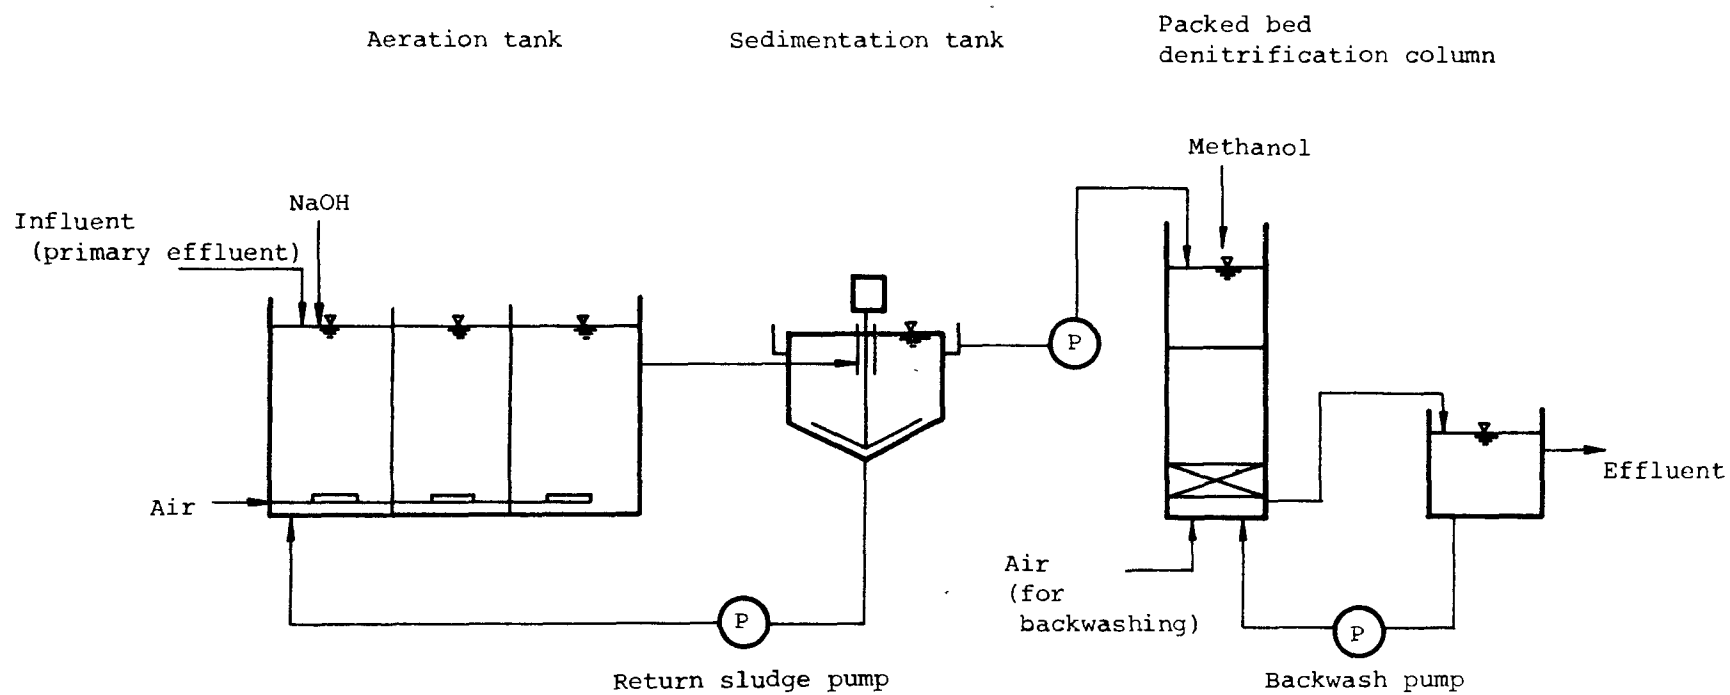 Aeration tank
Sedimentation tank
Packed bed
denitrification column
Methanol
NaOH
Influent
(primary effluent)
P
Effluent
Air
Air
(for
backwashing)
P
P
Return sludge pump
Backwash pump